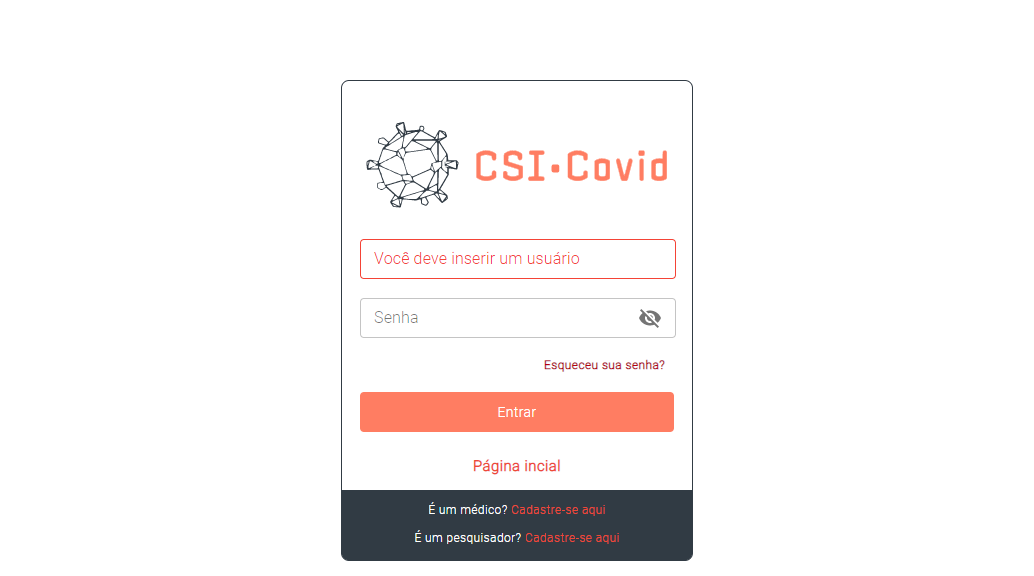 CSI·Covid
Você deve inserir um usuário
Senha
Esqueceu sua senha?
Entrar
Página incial
É um médico? Cadastre-se aqui
É um pesquisador? Cadastre-se aqui